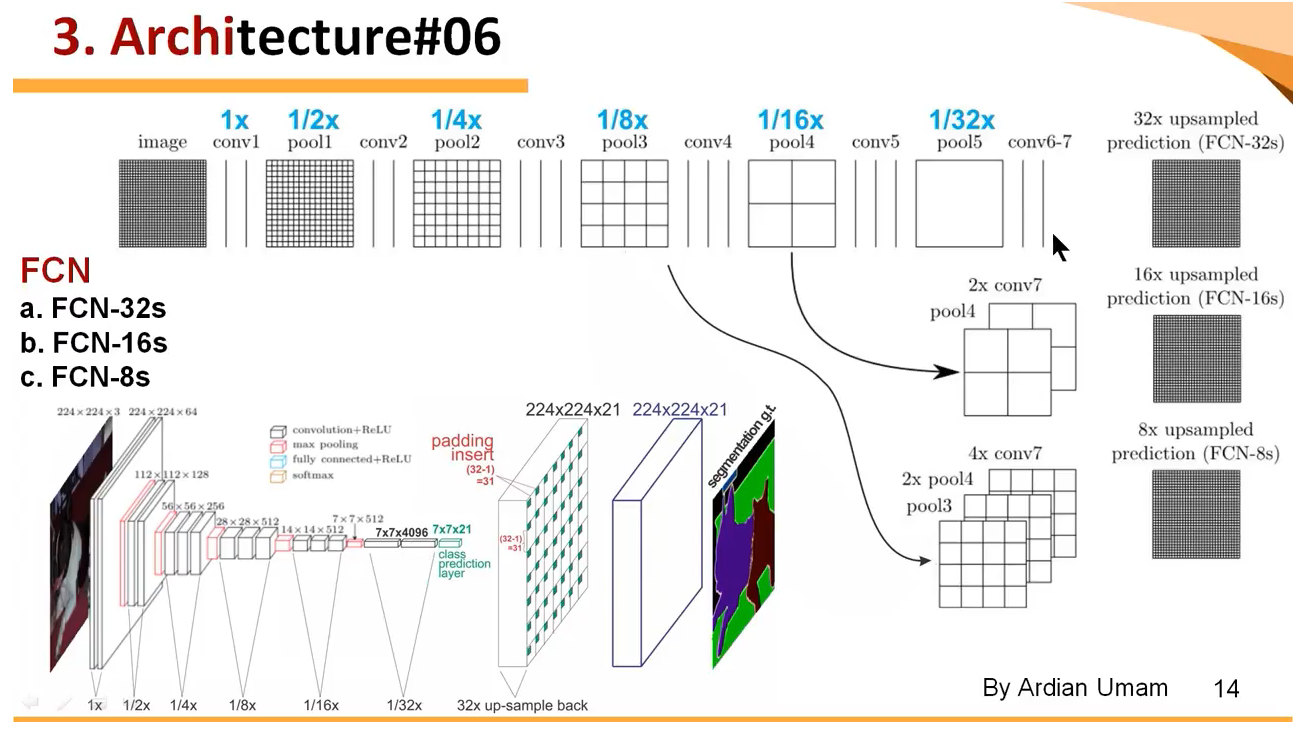 3. Architecture#06
1x 1/2x 1/4x 1/8x 1/16x 1/32x
image conv1 pool1 conv2 pool2 conv3 pool3 conv4 pool4 conv5 pool5 conv6-7
32x upsampled
prediction (FCN-32s)
FCN
a. FCN-32s
b. FCN-16s
c. FCN-8s
2x conv7
pool4
16x upsampled
prediction (FCN-16s)
4x conv7
2x pool4
pool3
8x upsampled
prediction (FCN-8s)
224×224×3 224×224×64
112×112×128
56×56×256
28×28×512
14×14×512
7×7×512
7x7x4096
7x7x21
class
prediction
layer
convolution+ReLU
max pooling
fully connected+ReLU
softmax
padding
insert
(32-1)
=31
(32-1)
=31
224x224x21 224x224x21
segmentation g.t.
1x 1/2x 1/4x 1/8x 1/16x 1/32x 32x up-sample back
By Ardian Umam 14